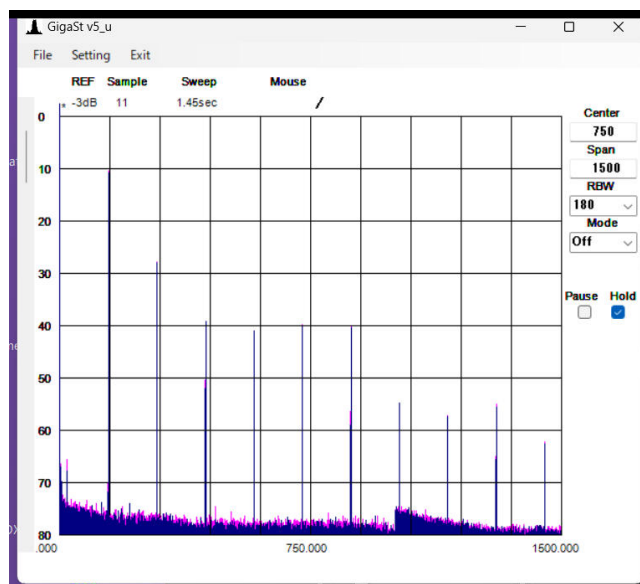 GigaSt v5_u
File Setting Exit
REF Sample Sweep Mouse
* -3dB 11 1.45sec /
0
10
20
30
40
50
60
70
80
.000 750.000 1500.000
Center
750
Span
1500
RBW
180
Mode
Off
Pause Hold